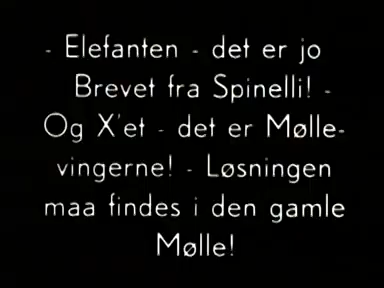 - Elefanten - det er jo
Brevet fra Spinelli! -
Og X'et - det er Mølle-
vingerne! - Løsningen
maa findes i den gamle
Mølle!